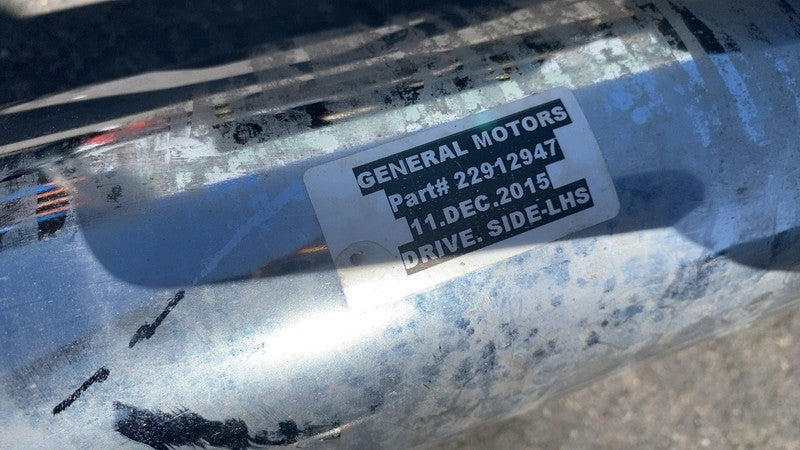 GENERAL MOTORS
Part# 22912947
11.DEC.2015
DRIVE. SIDE-LHS